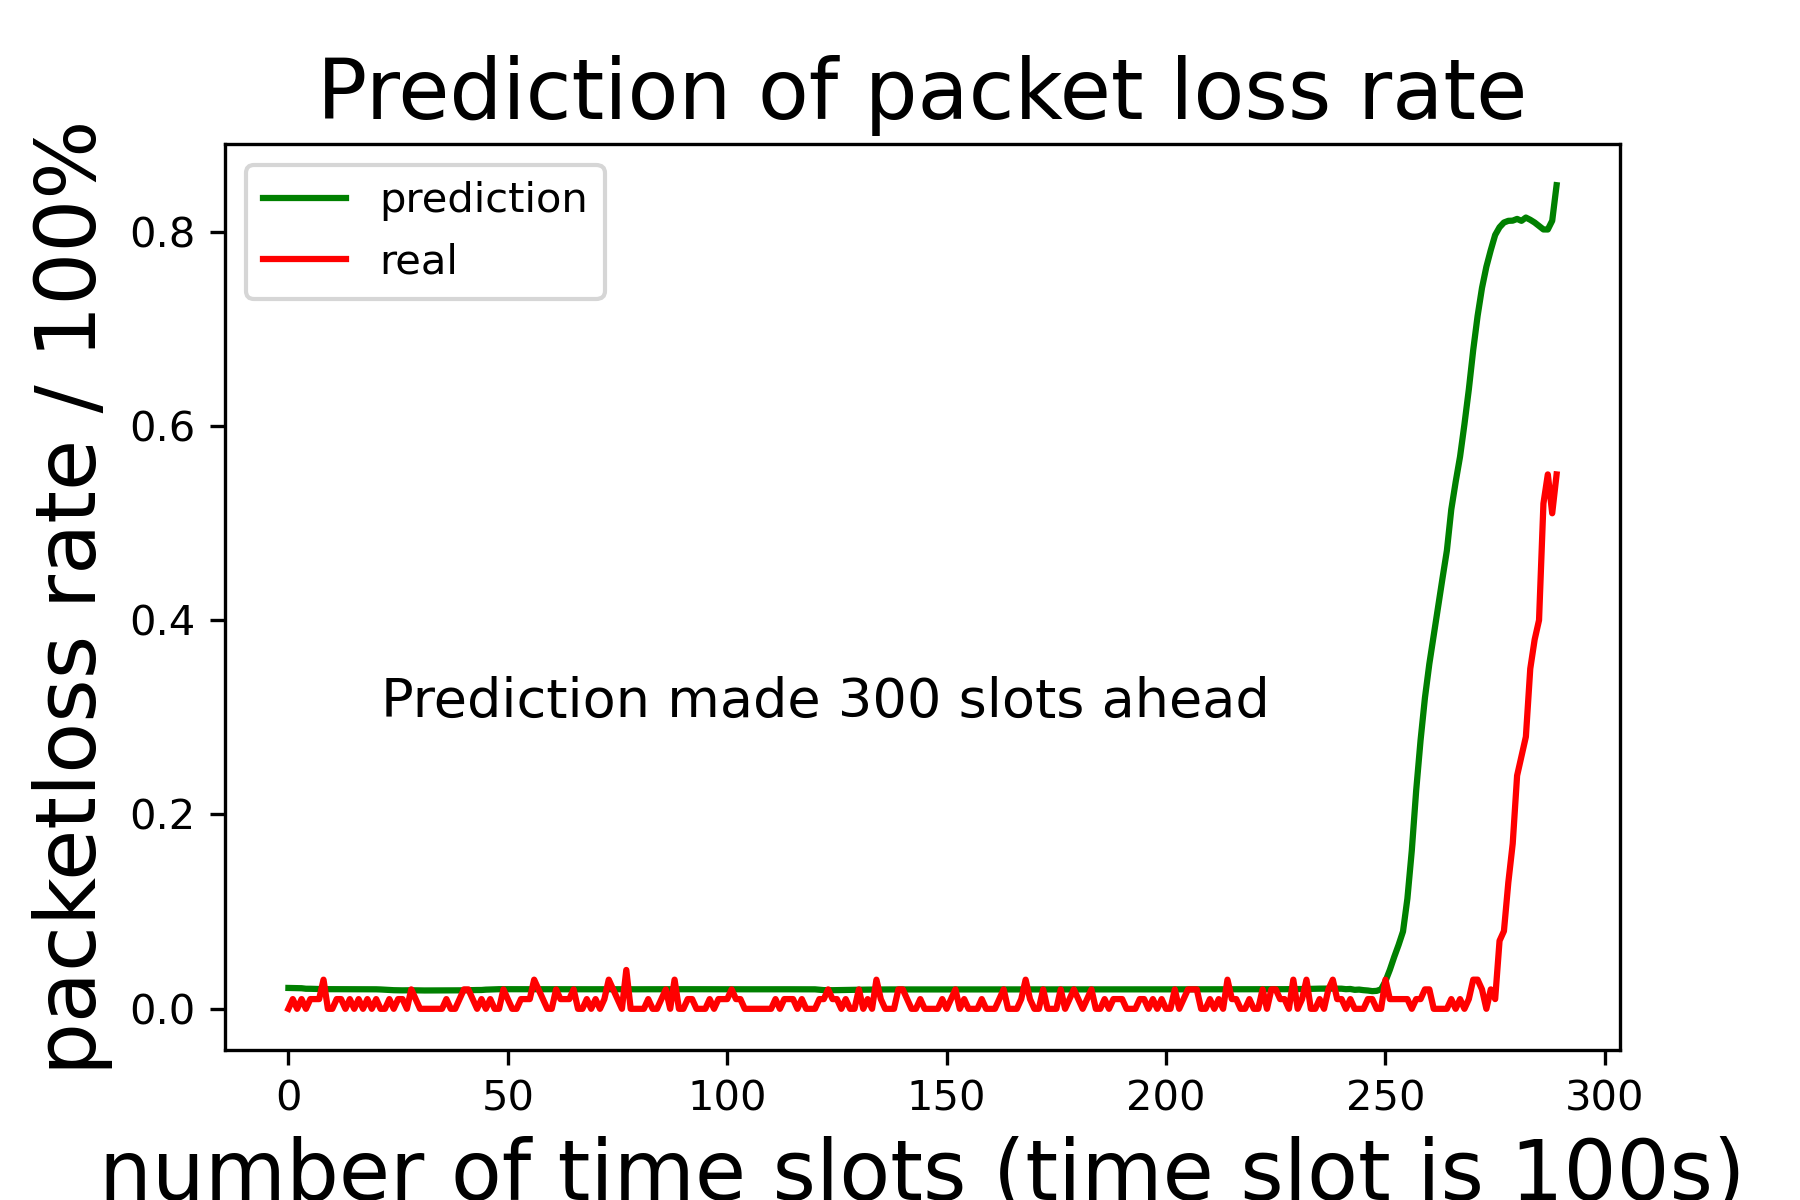 Prediction of packet loss rate
packetloss rate / 100%
prediction
real
0.8
0.6
0.4
0.2
0.0
Prediction made 300 slots ahead
0 50 100 150 200 250 300
number of time slots (time slot is 100s)